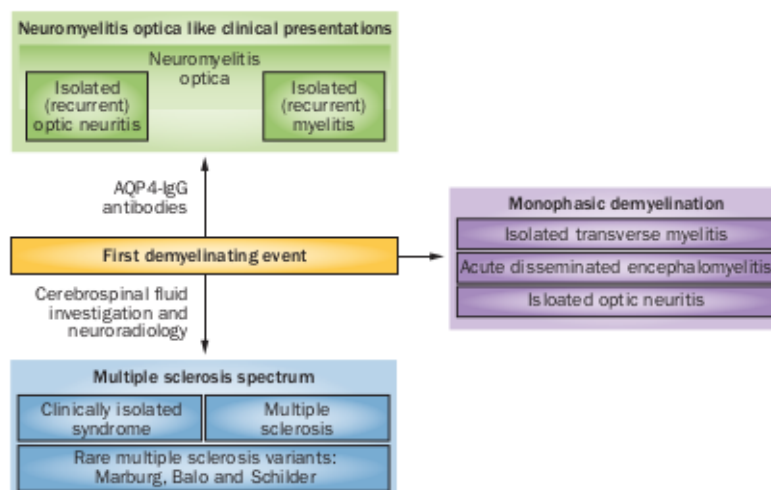 Neuromyelitis optica like clinical presentations
Neuromyelitis
optica
Isolated
(recurrent)
optic neuritis
Isolated
(recurrent)
myelitis
AQP4-IgG
antibodies
First demyelinating event
Monophasic demyelination
Isolated transverse myelitis
Acute disseminated encephalomyelitis
Isloated optic neuritis
Cerebrospinal fluid
investigation and
neuroradiology
Multiple sclerosis spectrum
Clinically isolated
syndrome
Multiple
sclerosis
Rare multiple sclerosis variants:
Marburg, Balo and Schilder